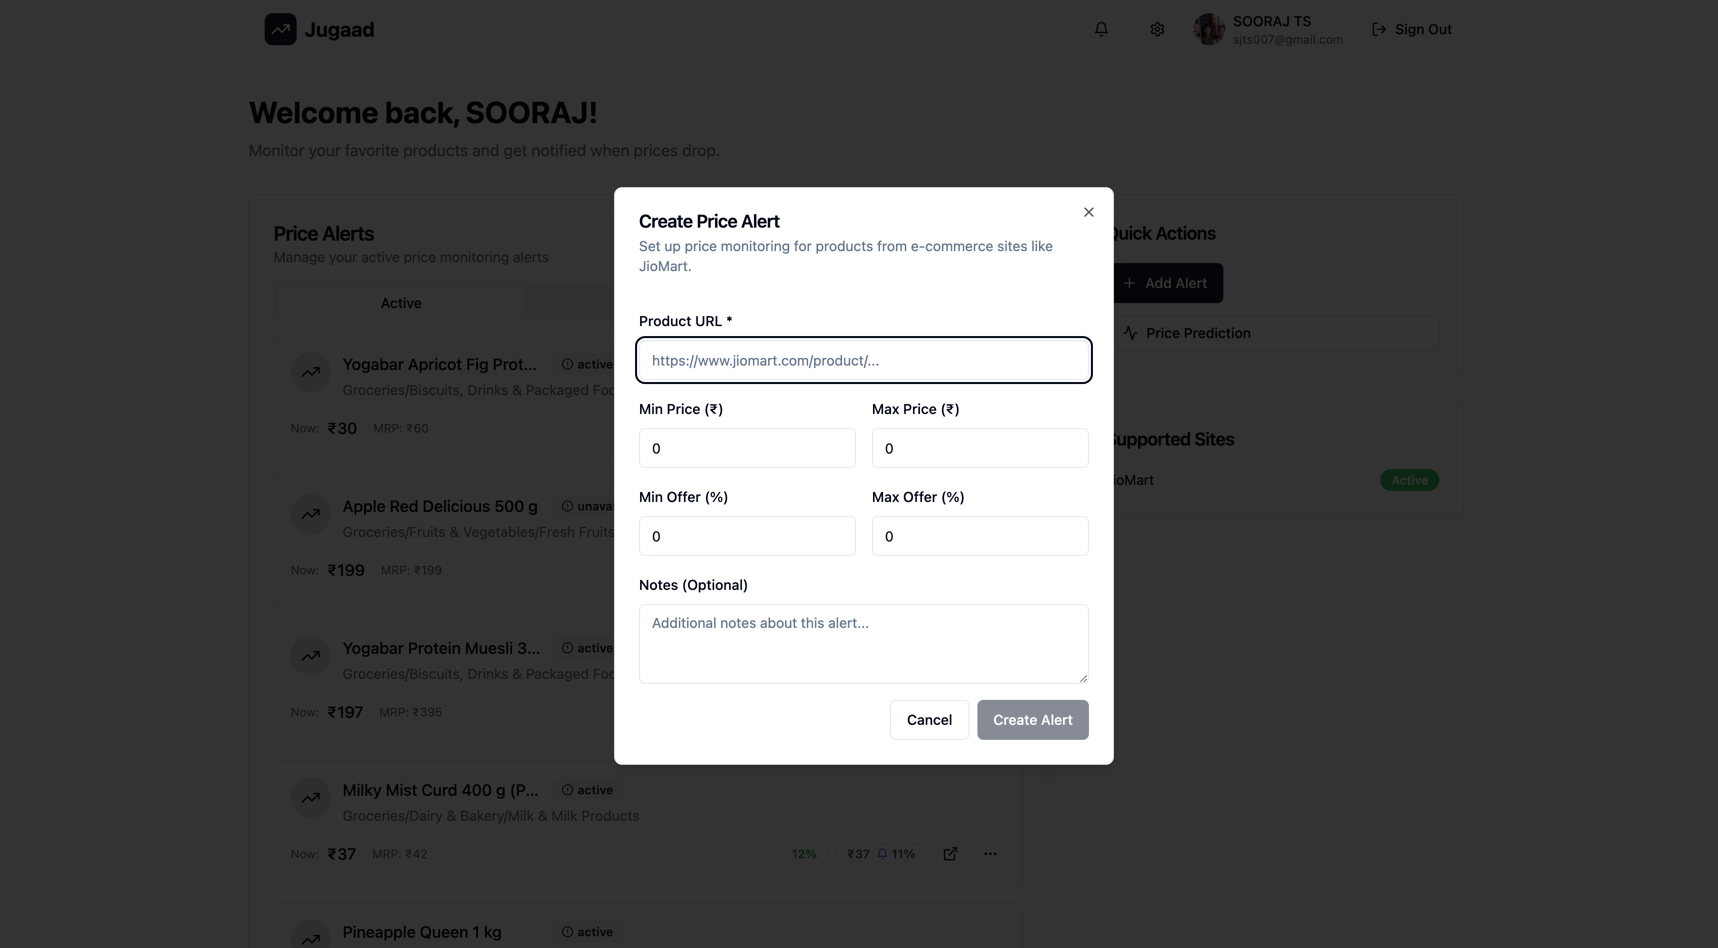 Jugaad
SOORAJ TS
sjts007@gmail.com
Sign Out
Welcome back, SOORAJ!
Monitor your favorite products and get notified when prices drop.
Price Alerts
Manage your active price monitoring alerts
Active
Yogabar Apricot Fig Prot...
active
Groceries/Biscuits, Drinks & Packaged Foo
Now: ₹30 MRP: ₹60
Apple Red Delicious 500 g
unava
Groceries/Fruits & Vegetables/Fresh Fruits
Now: ₹199 MRP: ₹199
Yogabar Protein Muesli 3...
active
Groceries/Biscuits, Drinks & Packaged Foo
Now: ₹197 MRP: ₹395
Milky Mist Curd 400 g (P...
active
Groceries/Dairy & Bakery/Milk & Milk Products
Now: ₹37 MRP: ₹42
12%
₹37 11%
Pineapple Queen 1 kg
active
Create Price Alert
Set up price monitoring for products from e-commerce sites like
JioMart.
Product URL *
https://www.jiomart.com/product/...
Min Price (₹)
Max Price (₹)
0
0
Min Offer (%)
Max Offer (%)
0
0
Notes (Optional)
Additional notes about this alert...
Cancel
Create Alert
Quick Actions
Add Alert
Price Prediction
Supported Sites
ioMart
Active